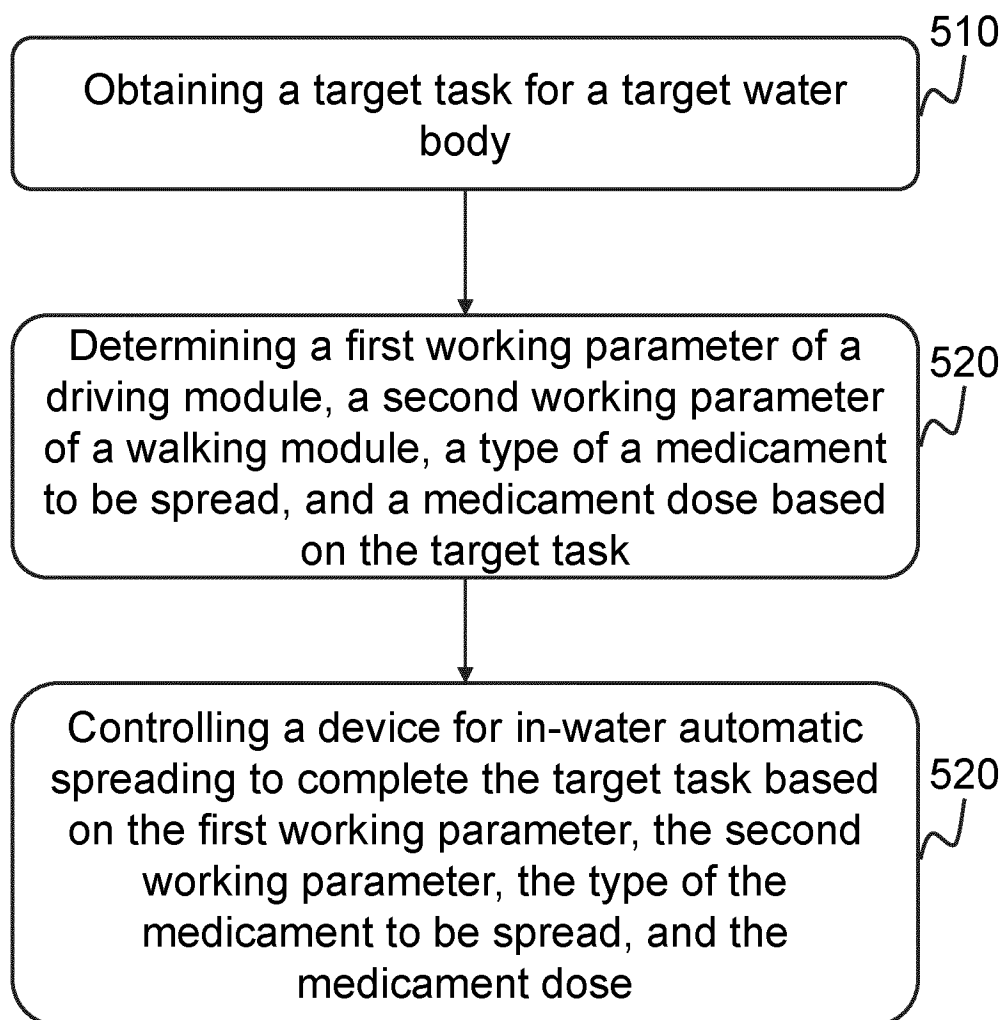 510
Obtaining a target task for a target water
body
520
Determining a first working parameter of a
driving module, a second working parameter
of a walking module, a type of a medicament
to be spread, and a medicament dose based
on the target task
520
Controlling a device for in-water automatic
spreading to complete the target task based
on the first working parameter, the second
working parameter, the type of the
medicament to be spread, and the
medicament dose